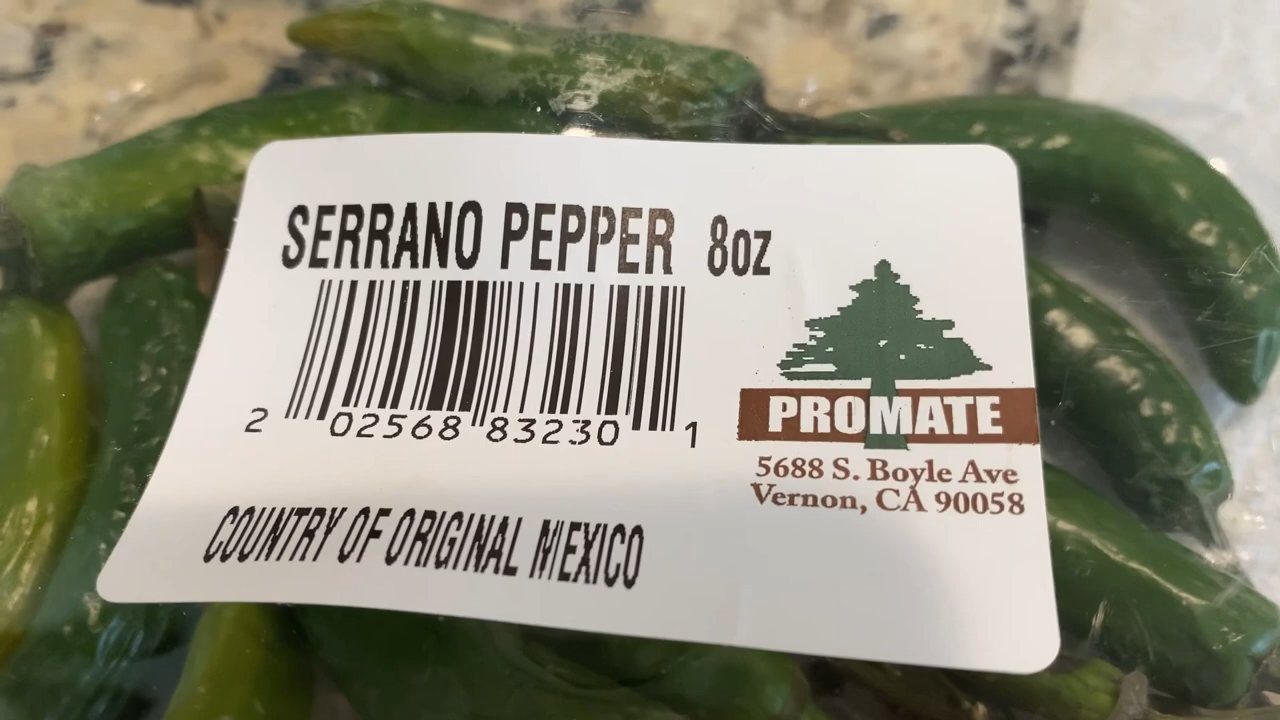 SERRANO PEPPER 8oz
2 02568 83230 1
PROMATE
5688 S. Boyle Ave
Vernon, CA 90058
COUNTRY OF ORIGINAL MEXICO